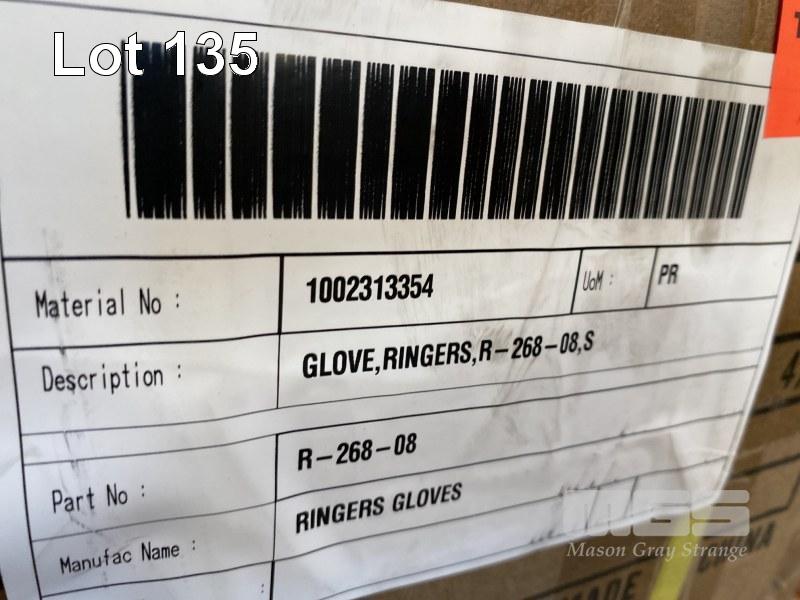 Lot 135
Material No : 1002313354 UoM : PR
Description : GLOVE,RINGERS,R-268-08,S
Part No : R-268-08
Manufac Name : RINGERS GLOVES
MGS
Mason Gray Strange